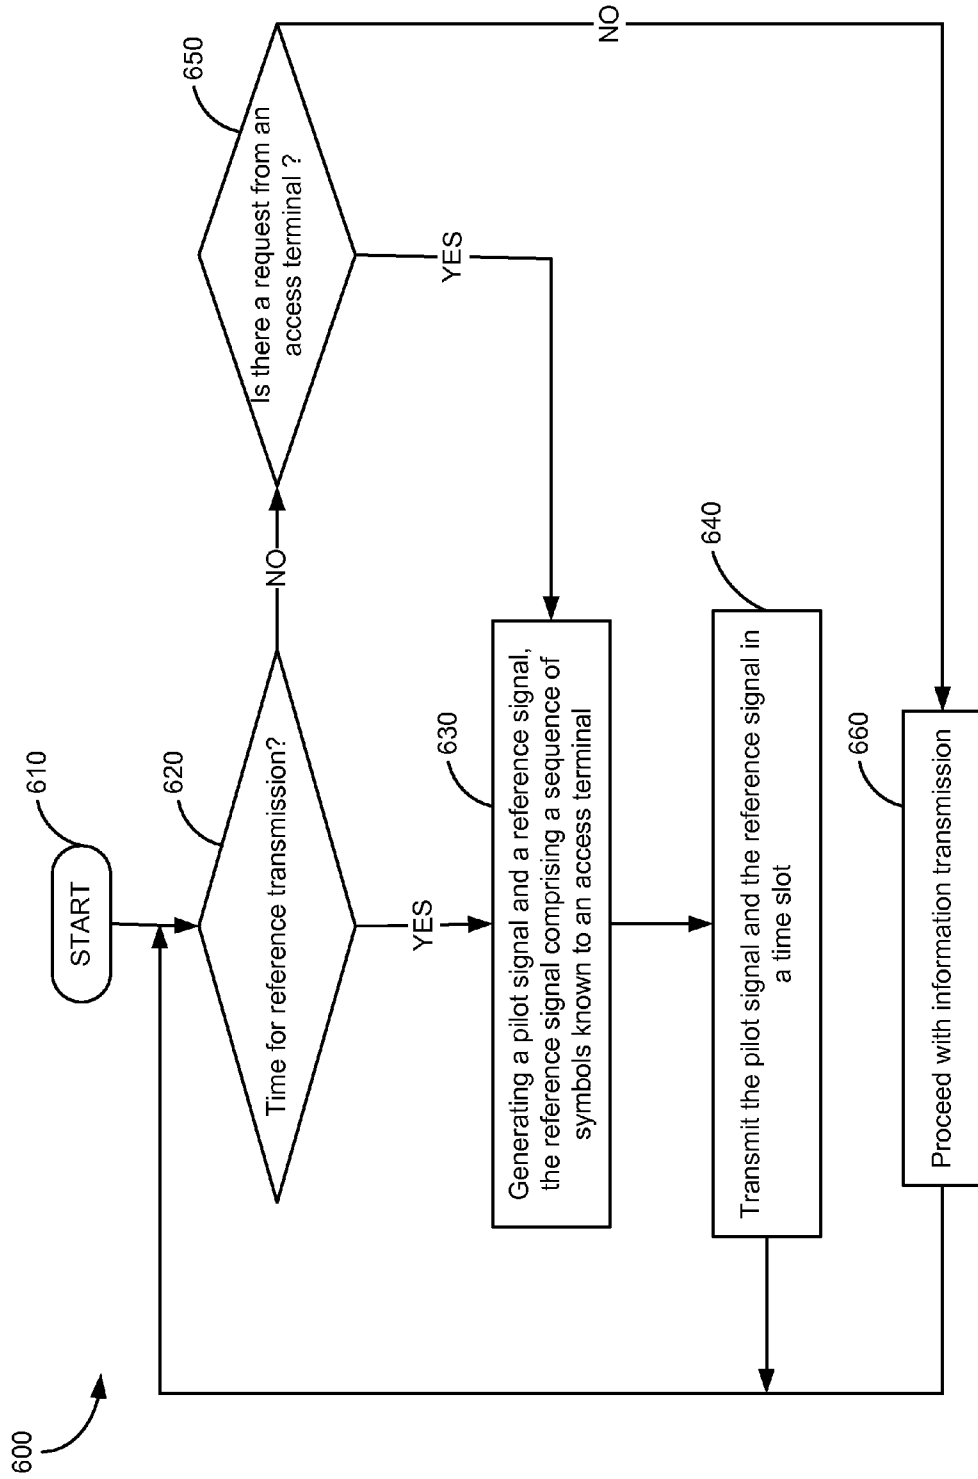 600
610
START
620
Time for reference transmission?
NO
650
Is there a request from an
access terminal ?
NO
YES
YES
630
Generating a pilot signal and a reference signal,
the reference signal comprising a sequence of
symbols known to an access terminal
640
Transmit the pilot signal and the reference signal in
a time slot
660
Proceed with information transmission